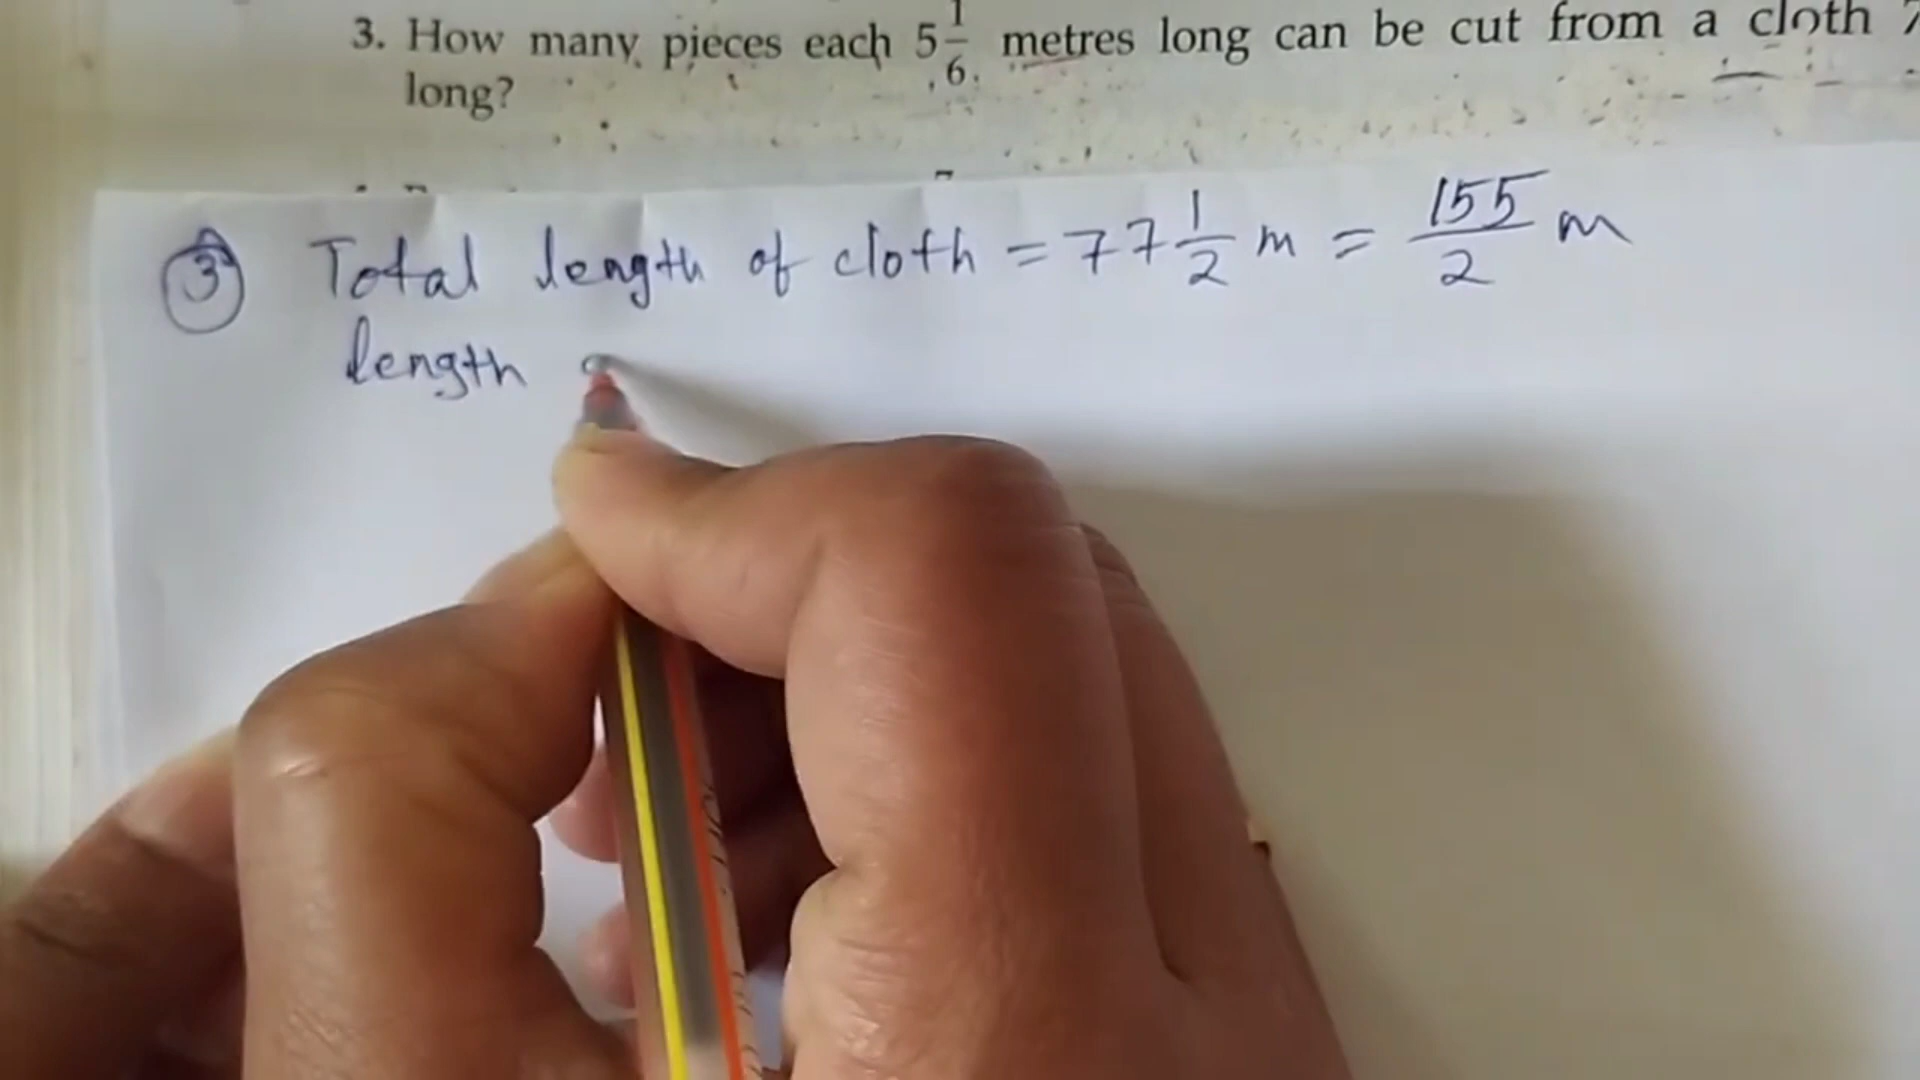 3. How many pieces each 5 1/6 metres long can be cut from a cloth
long?
3 Total length of cloth = 77 1/2 m = 155/2 m
length